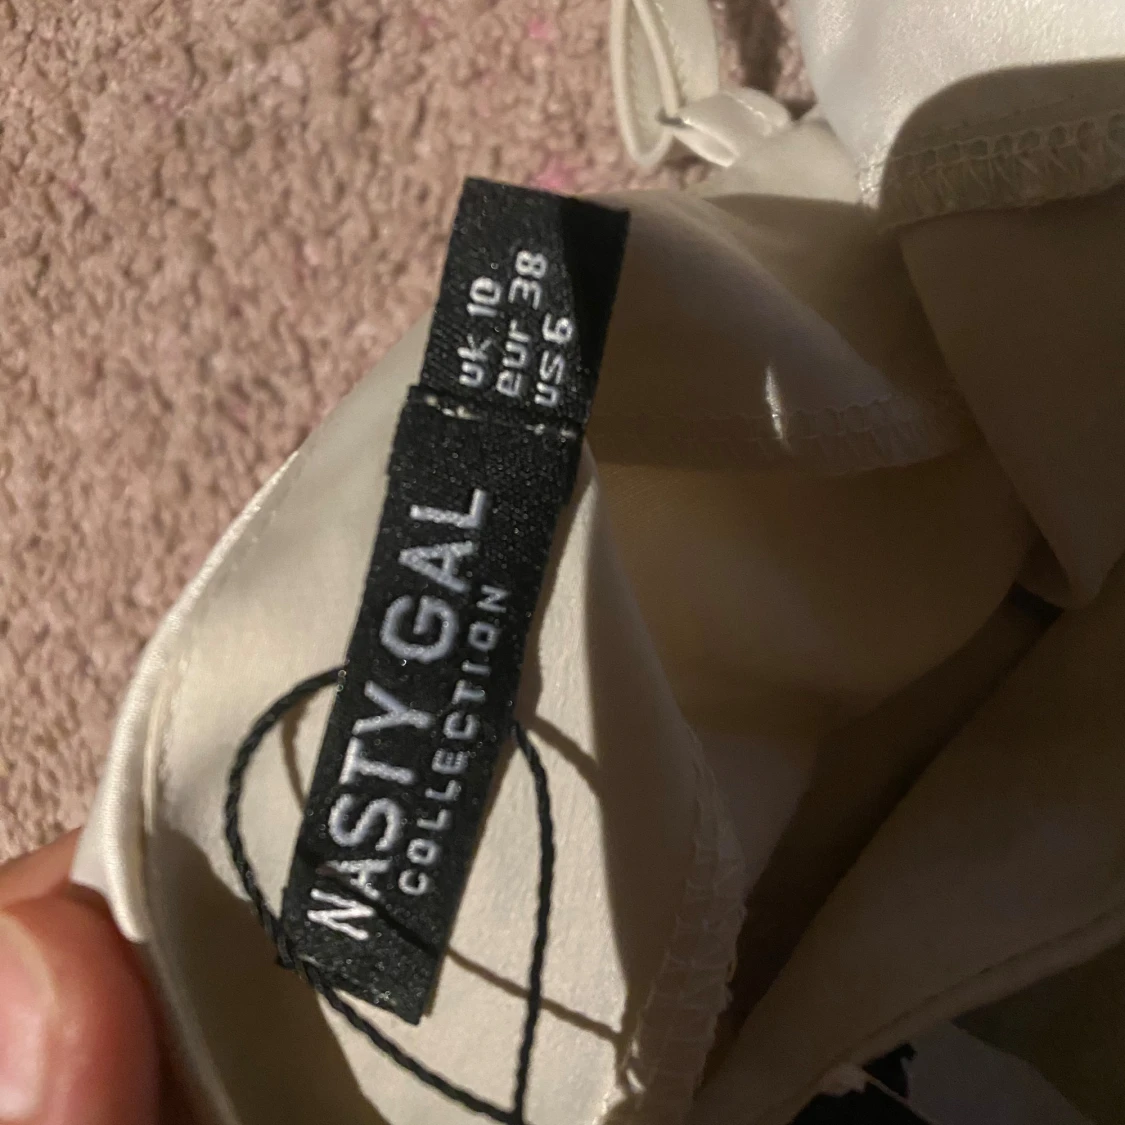 NASTY GAL
COLLECTION
uk 10
eur 38
us 6